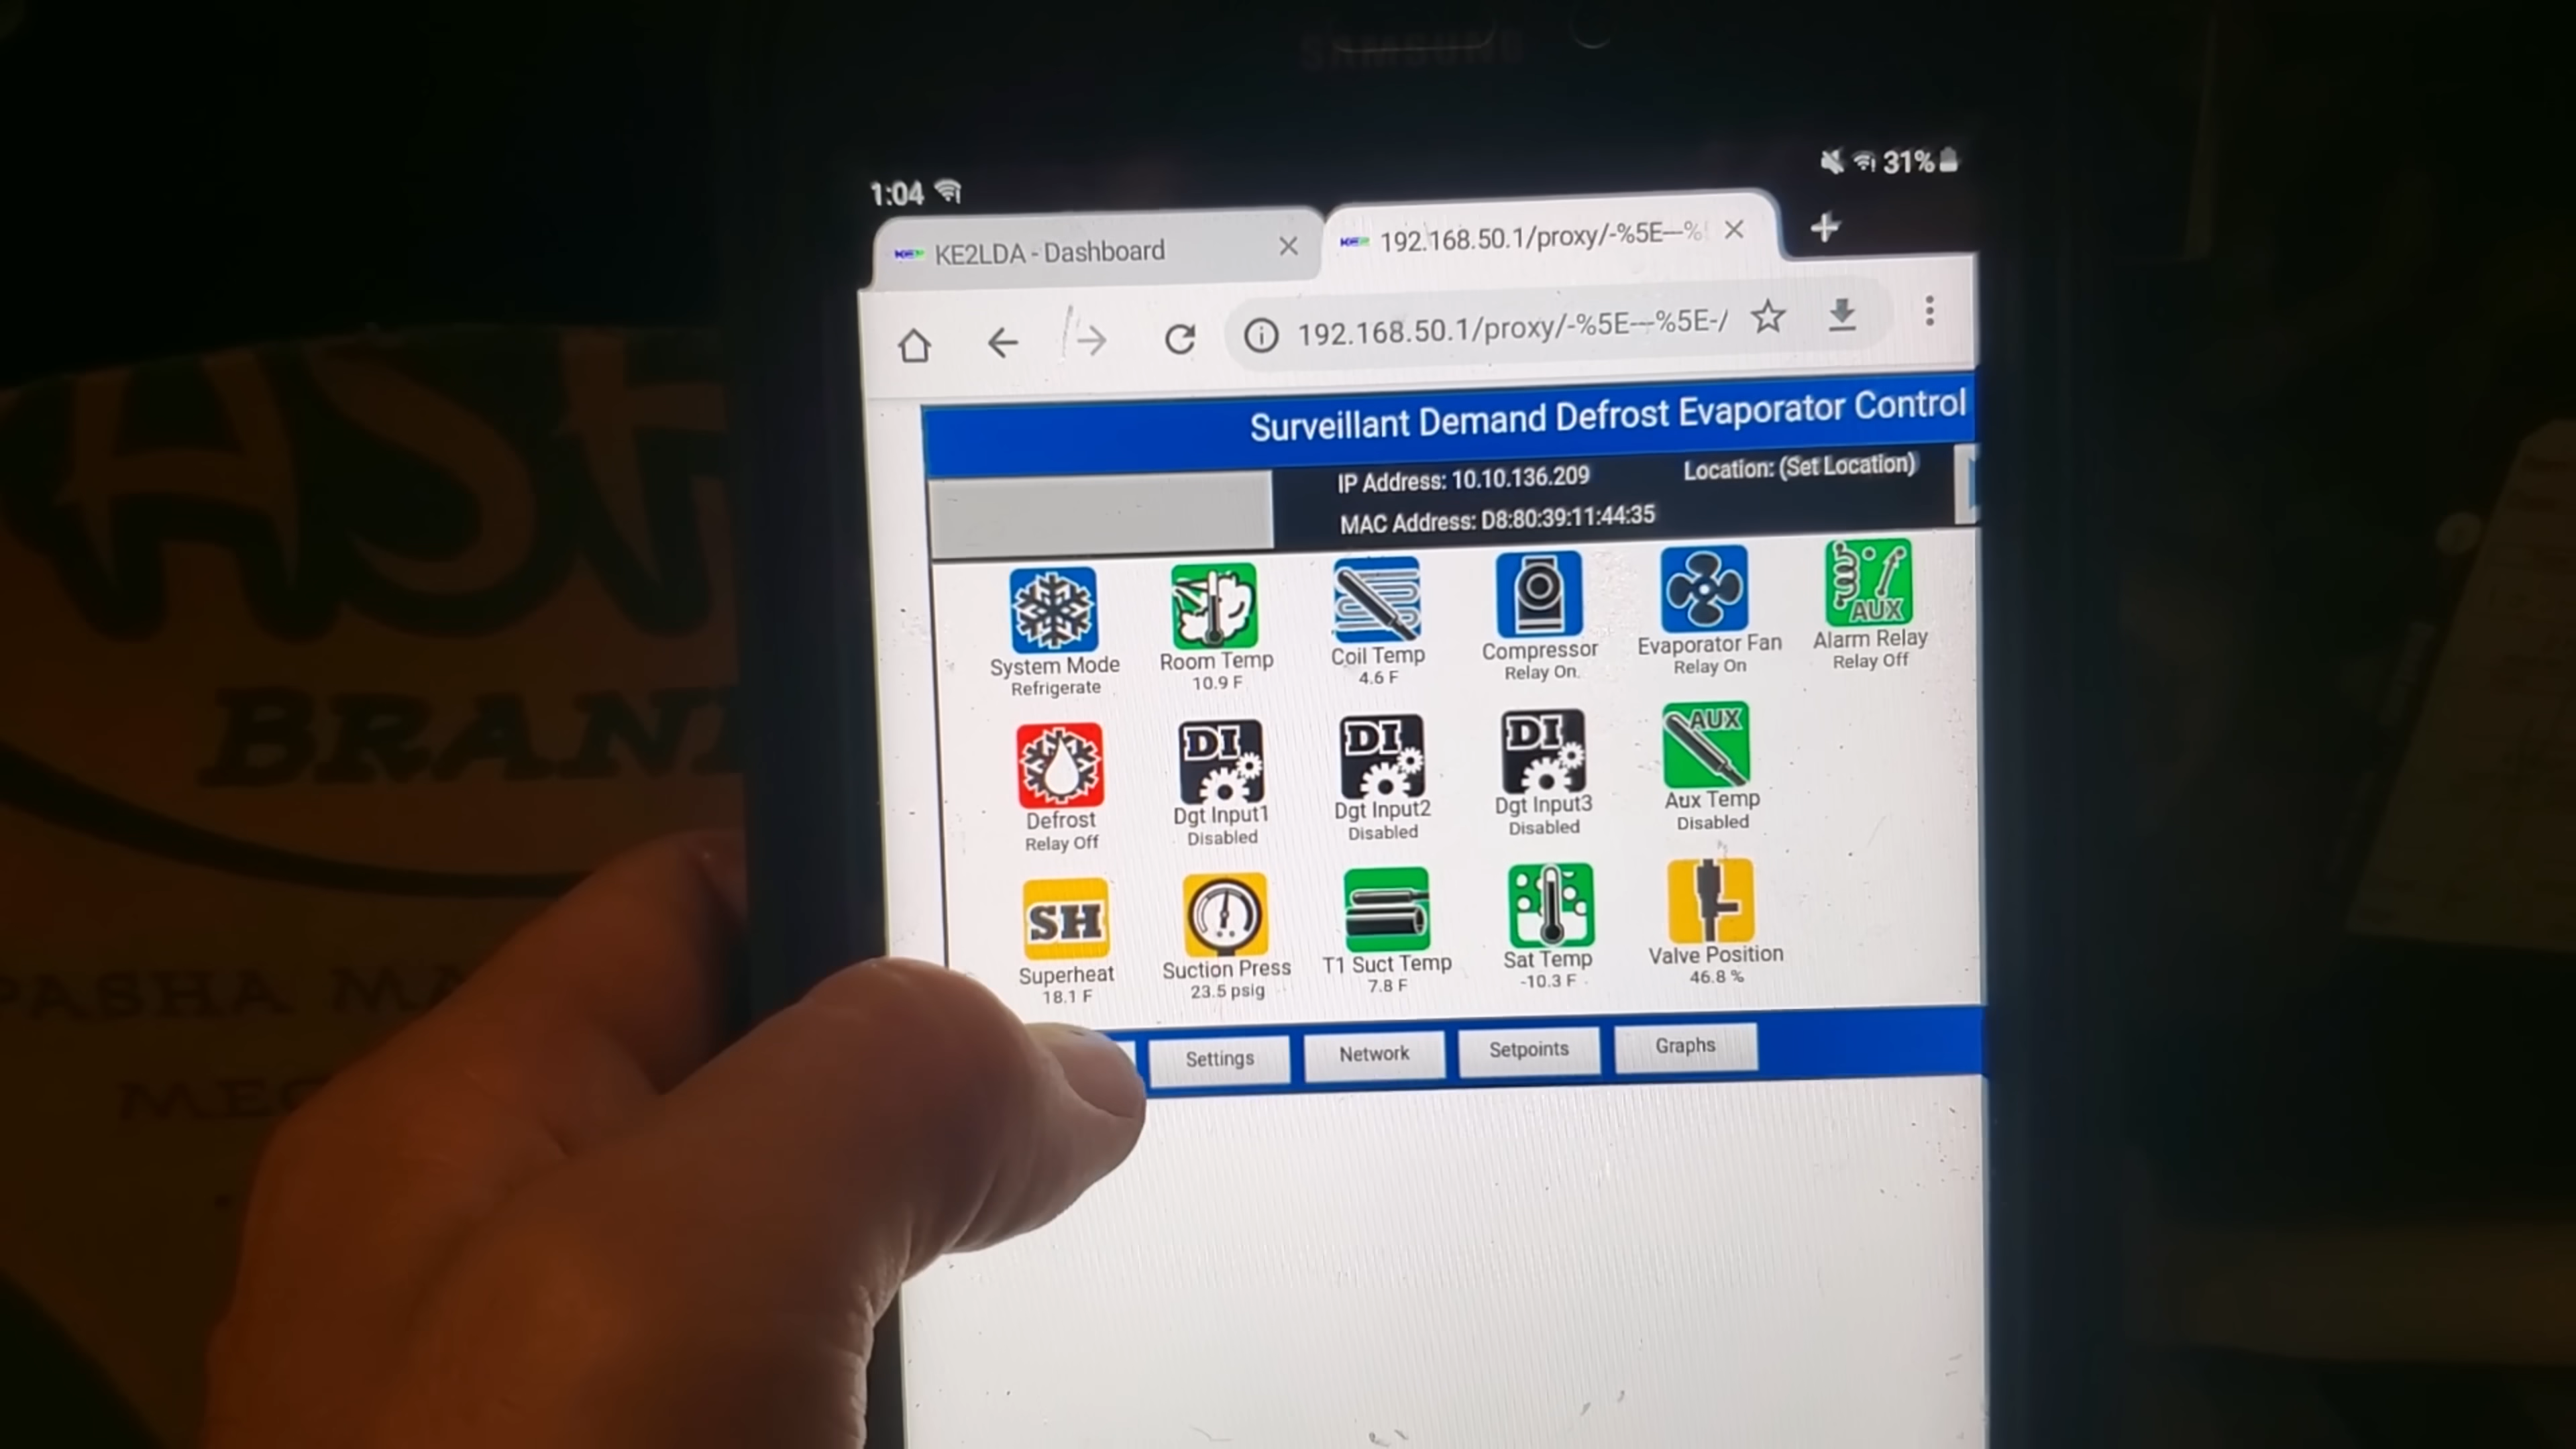 SAMSUNG
1:04 31%
KE2LDA - Dashboard 192.168.50.1/proxy/-%5E---%
192.168.50.1/proxy/-%5E---%5E-/
Surveillant Demand Defrost Evaporator Control
IP Address: 10.10.136.209 Location: (Set Location)
MAC Address: D8:80:39:11:44:35
AUX
System Mode Room Temp Coil Temp Compressor Evaporator Fan Alarm Relay
Refrigerate 10.9 F 4.6 F Relay On Relay On Relay Off
DI DI DI AUX
Defrost Dgt Input1 Dgt Input2 Dgt Input3 Aux Temp
Relay Off Disabled Disabled Disabled Disabled
SH
Superheat Suction Press T1 Suct Temp Sat Temp Valve Position
18.1 F 23.5 psig 7.8 F -10.3 F 46.8 %
Settings Network Setpoints Graphs
BRAND
PASHA